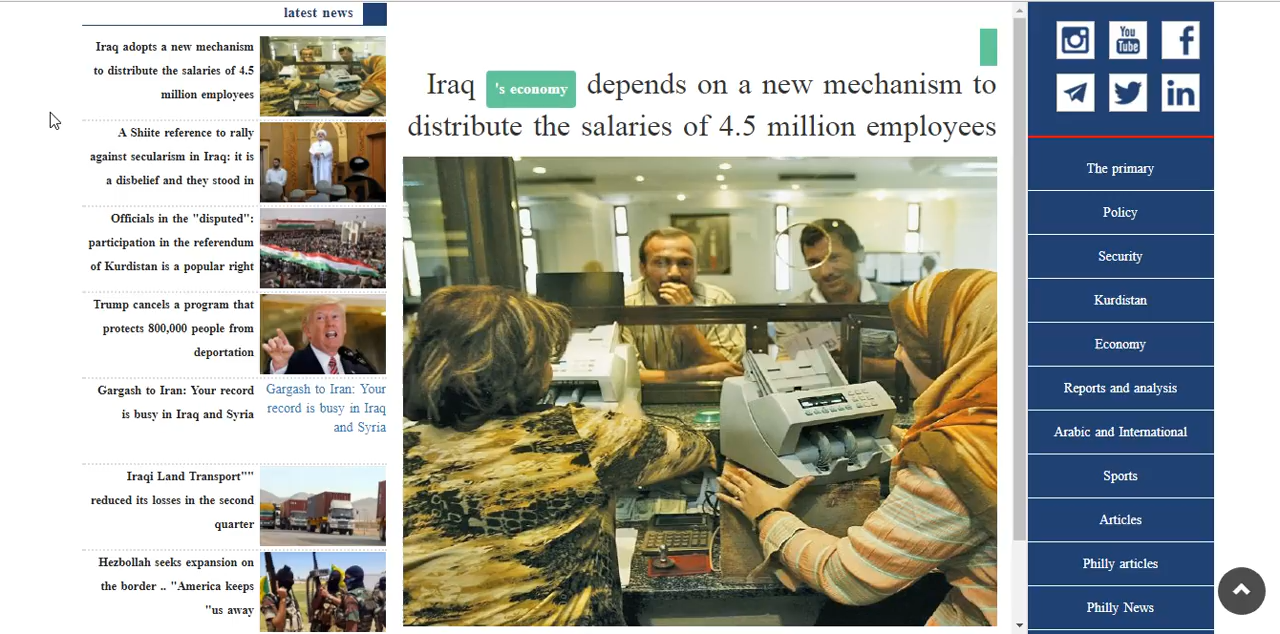 latest news
Iraq adopts a new mechanism
to distribute the salaries of 4.5
million employees
A Shiite reference to rally
against secularism in Iraq: it is
a disbelief and they stood in
Officials in the "disputed":
participation in the referendum
of Kurdistan is a popular right
Trump cancels a program that
protects 800,000 people from
deportation
Gargash to Iran: Your record
is busy in Iraq and Syria
Gargash to Iran: Your
record is busy in Iraq
and Syria
Iraqi Land Transport""
reduced its losses in the second
quarter
Hezbollah seeks expansion on
the border .. "America keeps
"us away
Iraq 's economy depends on a new mechanism to
distribute the salaries of 4.5 million employees
You
Tube
f
in
The primary
Policy
Security
Kurdistan
Economy
Reports and analysis
Arabic and International
Sports
Articles
Philly articles
Philly News